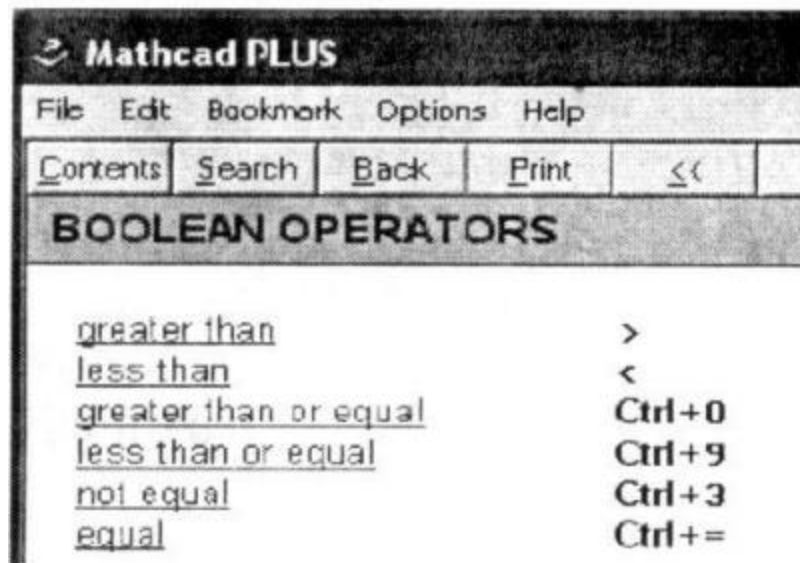 Mathcad PLUS
File Edit Bookmark Options Help
Contents Search Back Print <<
BOOLEAN OPERATORS
greater than >
less than <
greater than or equal Ctrl+0
less than or equal Ctrl+9
not equal Ctrl+3
equal Ctrl+=